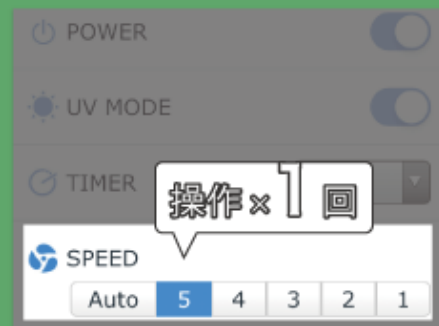 POWER
UV MODE
TIMER
操作×1回
SPEED
Auto 5 4 3 2 1